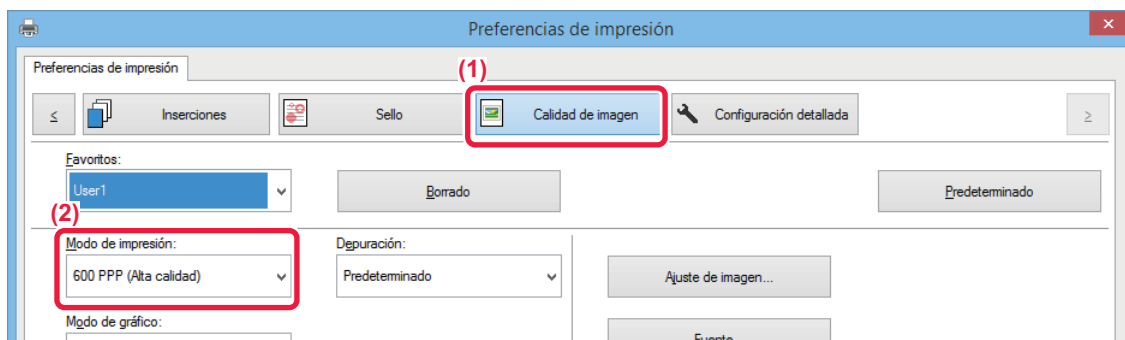 Preferencias de impresión
Preferencias de impresión
(1)
≤ Inserciones Sello Calidad de imagen Configuración detallada ≥
Favoritos:
User1 Borrado Predeterminado
(2)
Modo de impresión: Depuración:
600 PPP (Alta calidad) Predeterminado Ajuste de imagen...
Modo de gráfico:
Fuente